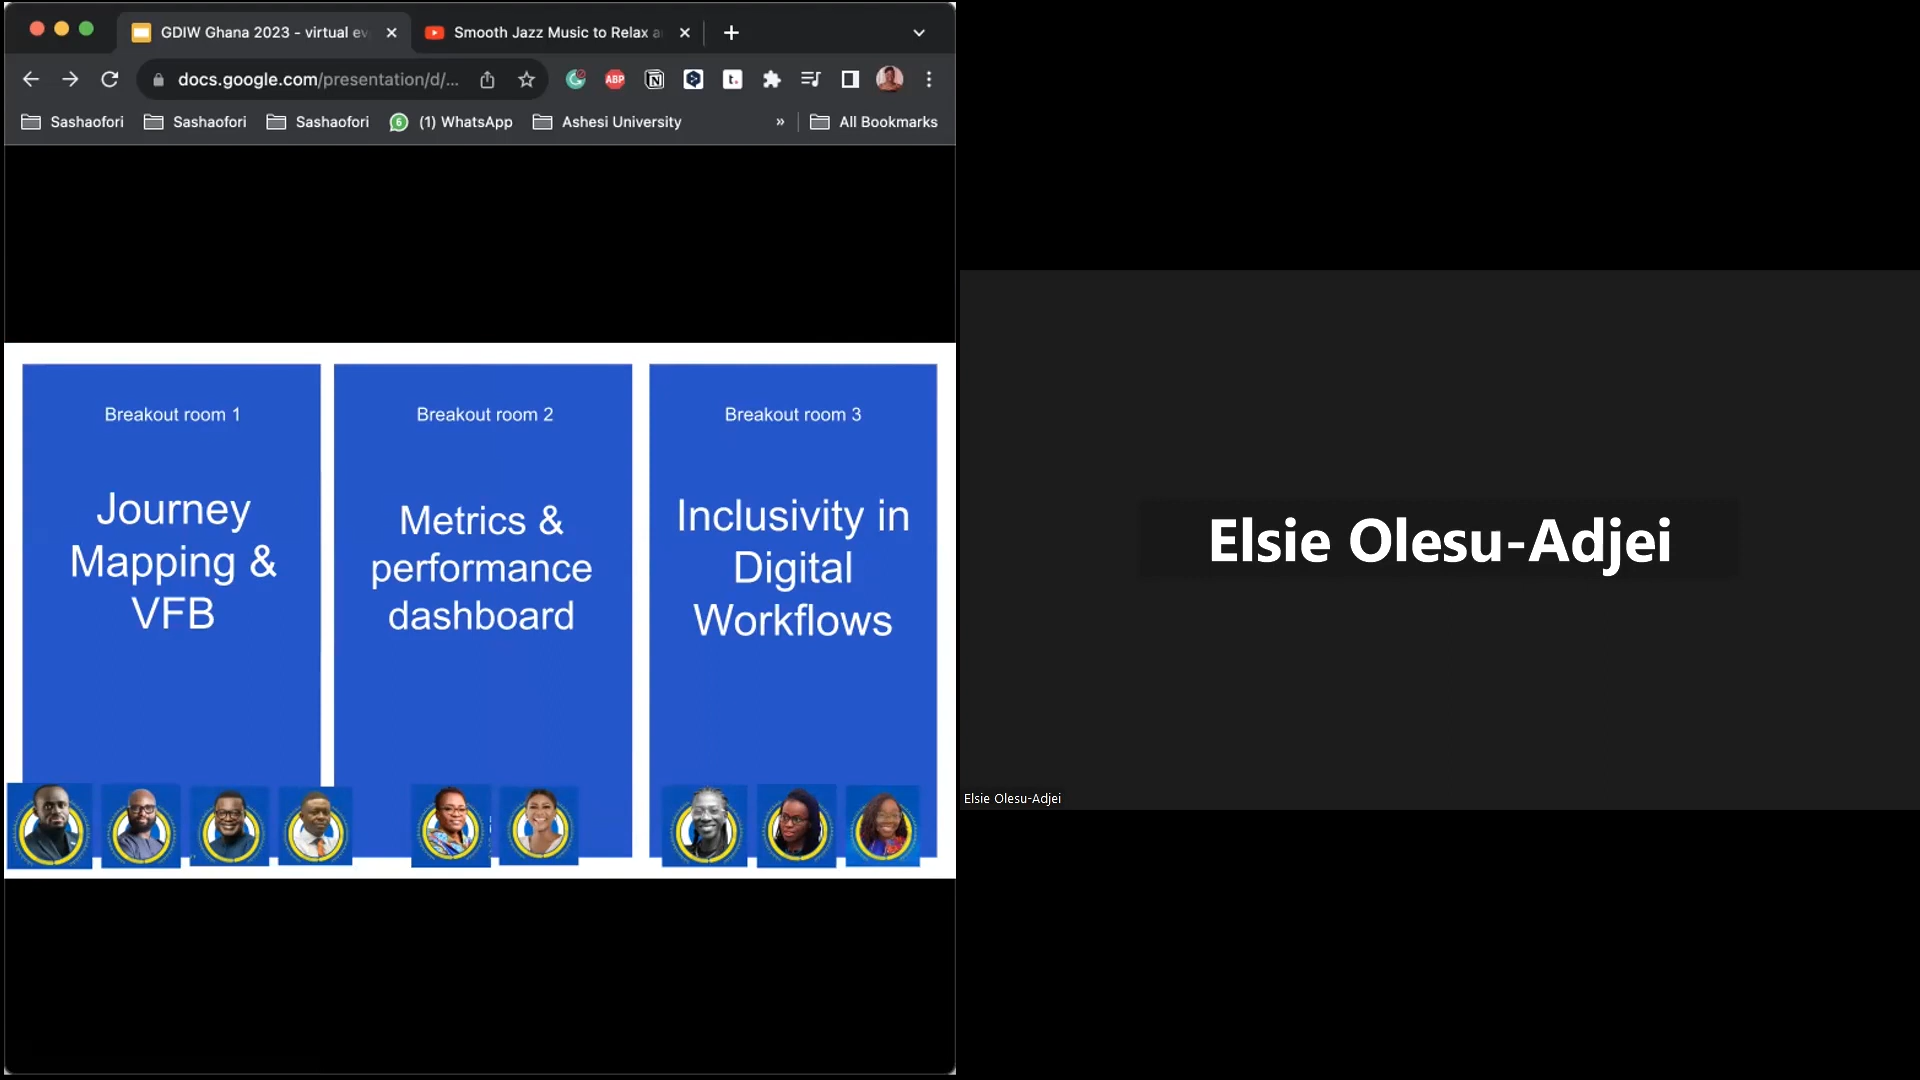 GDIW Ghana 2023 - virtual ev
Smooth Jazz Music to Relax a
docs.google.com/presentation/d/...
ABP
N
t.
Sashaofori
Sashaofori
Sashaofori
6
(1) WhatsApp
Ashesi University
»
All Bookmarks
Breakout room 1
Journey
Mapping &
VFB
Breakout room 2
Metrics &
performance
dashboard
Breakout room 3
Inclusivity in
Digital
Workflows
Elsie Olesu-Adjei
Elsie Olesu-Adjei